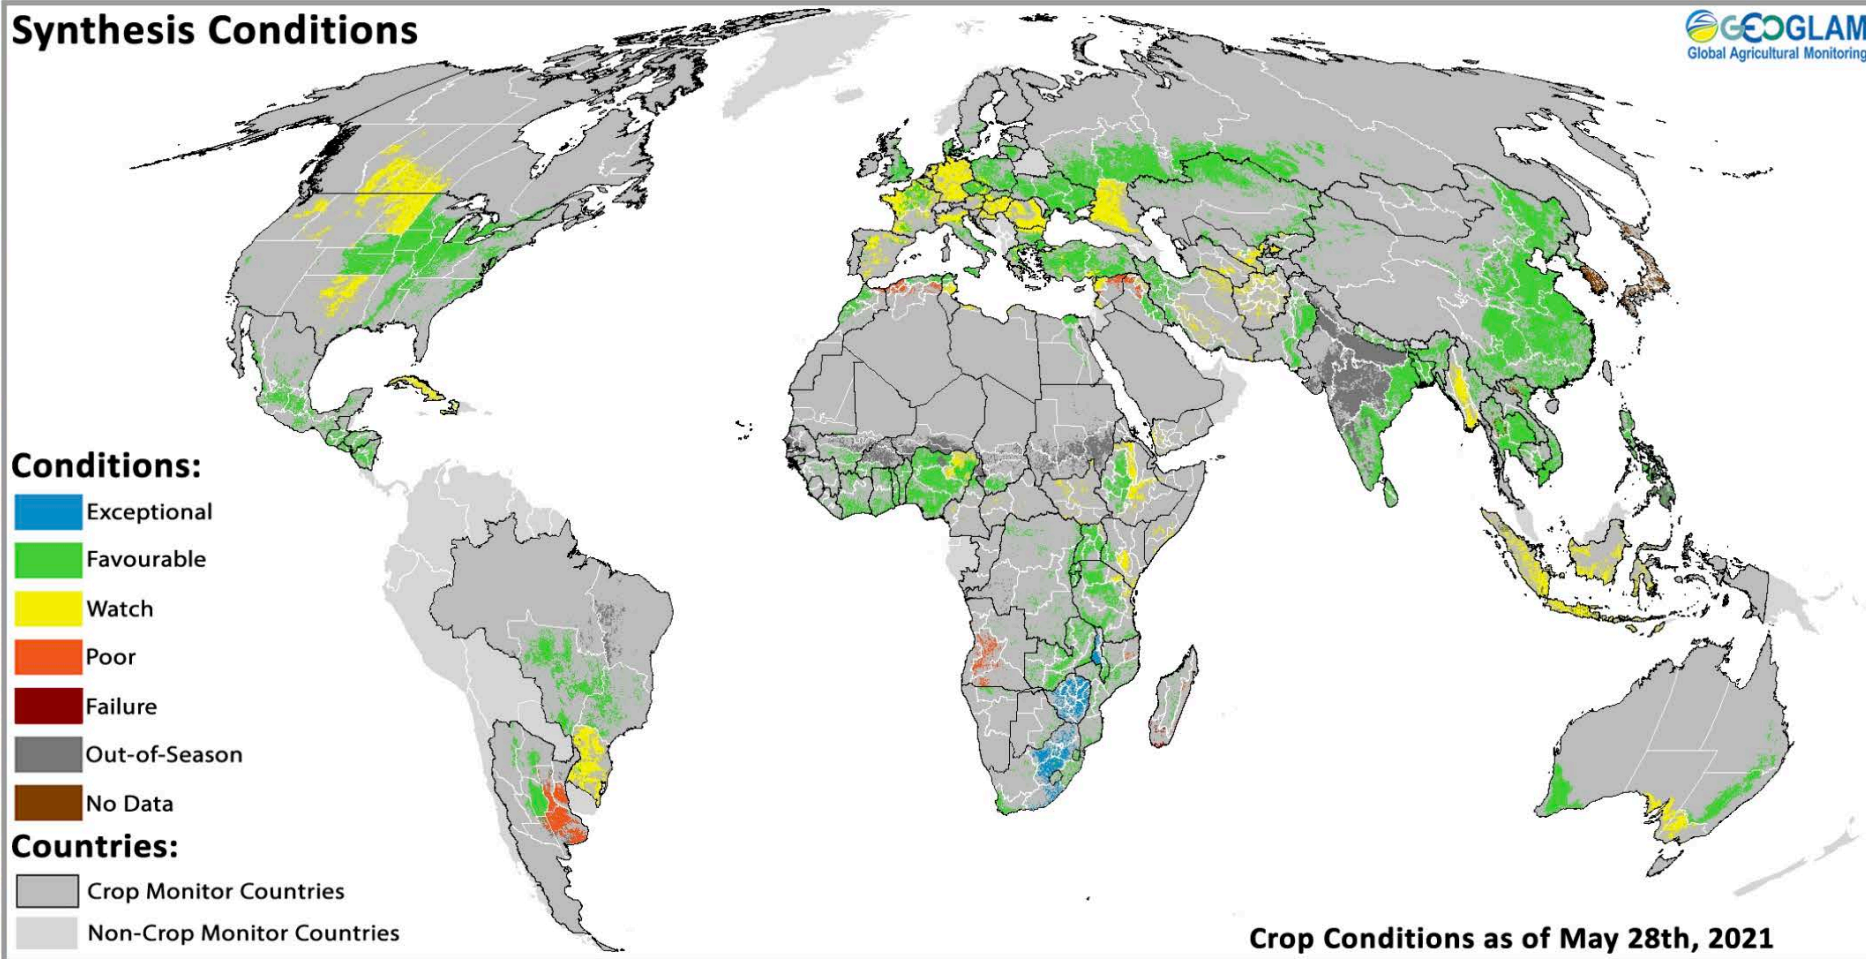 Synthesis Conditions
GEOGLAM
Global Agricultural Monitoring
Conditions:
Exceptional
Favourable
Watch
Poor
Failure
Out-of-Season
No Data
Countries:
Crop Monitor Countries
Non-Crop Monitor Countries
Crop Conditions as of May 28th, 2021